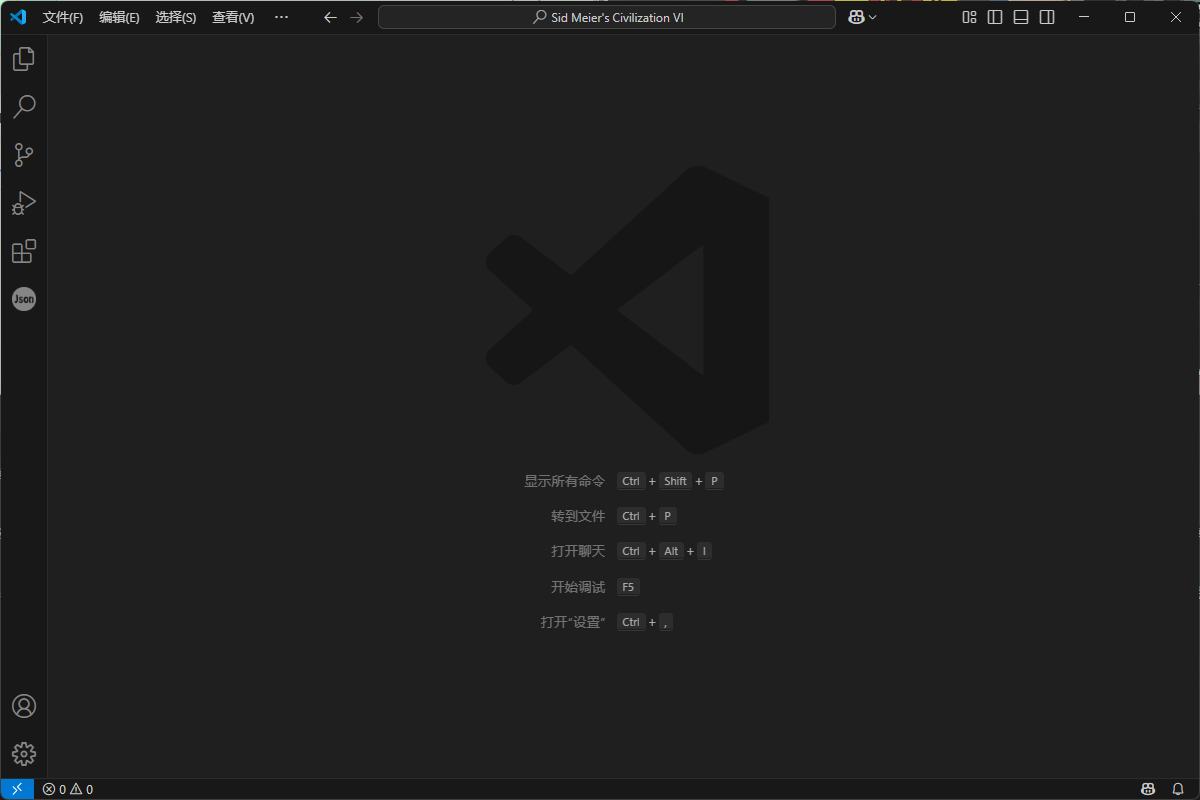 文件(F) 编辑(E) 选择(S) 查看(V) ··· Sid Meier's Civilization VI
Json
显示所有命令 Ctrl + Shift + P
转到文件 Ctrl + P
打开聊天 Ctrl + Alt + I
开始调试 F5
打开“设置” Ctrl + ,
0 0